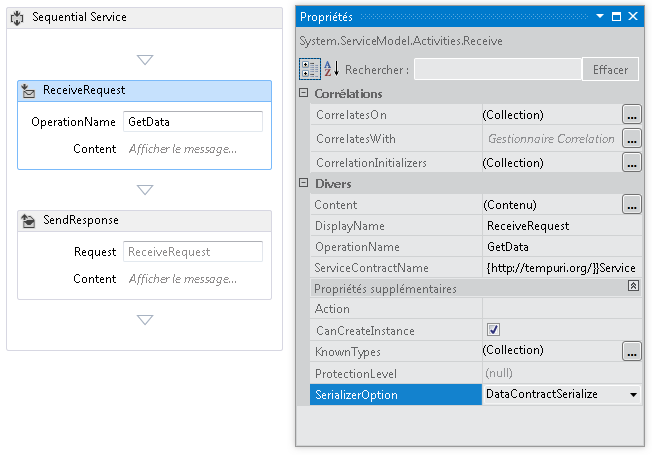 Sequential Service
ReceiveRequest
OperationName GetData
Content Afficher le message...
SendResponse
Request ReceiveRequest
Content Afficher le message...
Propriétés
System.ServiceModel.Activities.Receive
Rechercher : Effacer
Corrélations
CorrelatesOn (Collection) ...
CorrelatesWith Gestionnaire Correlation ...
CorrelationInitializers (Collection) ...
Divers
Content (Contenu) ...
DisplayName ReceiveRequest
OperationName GetData
ServiceContractName {http://tempuri.org/}}Service
Propriétés supplémentaires
Action
CanCreateInstance
KnownTypes (Collection) ...
ProtectionLevel (null)
SerializerOption DataContractSerialize